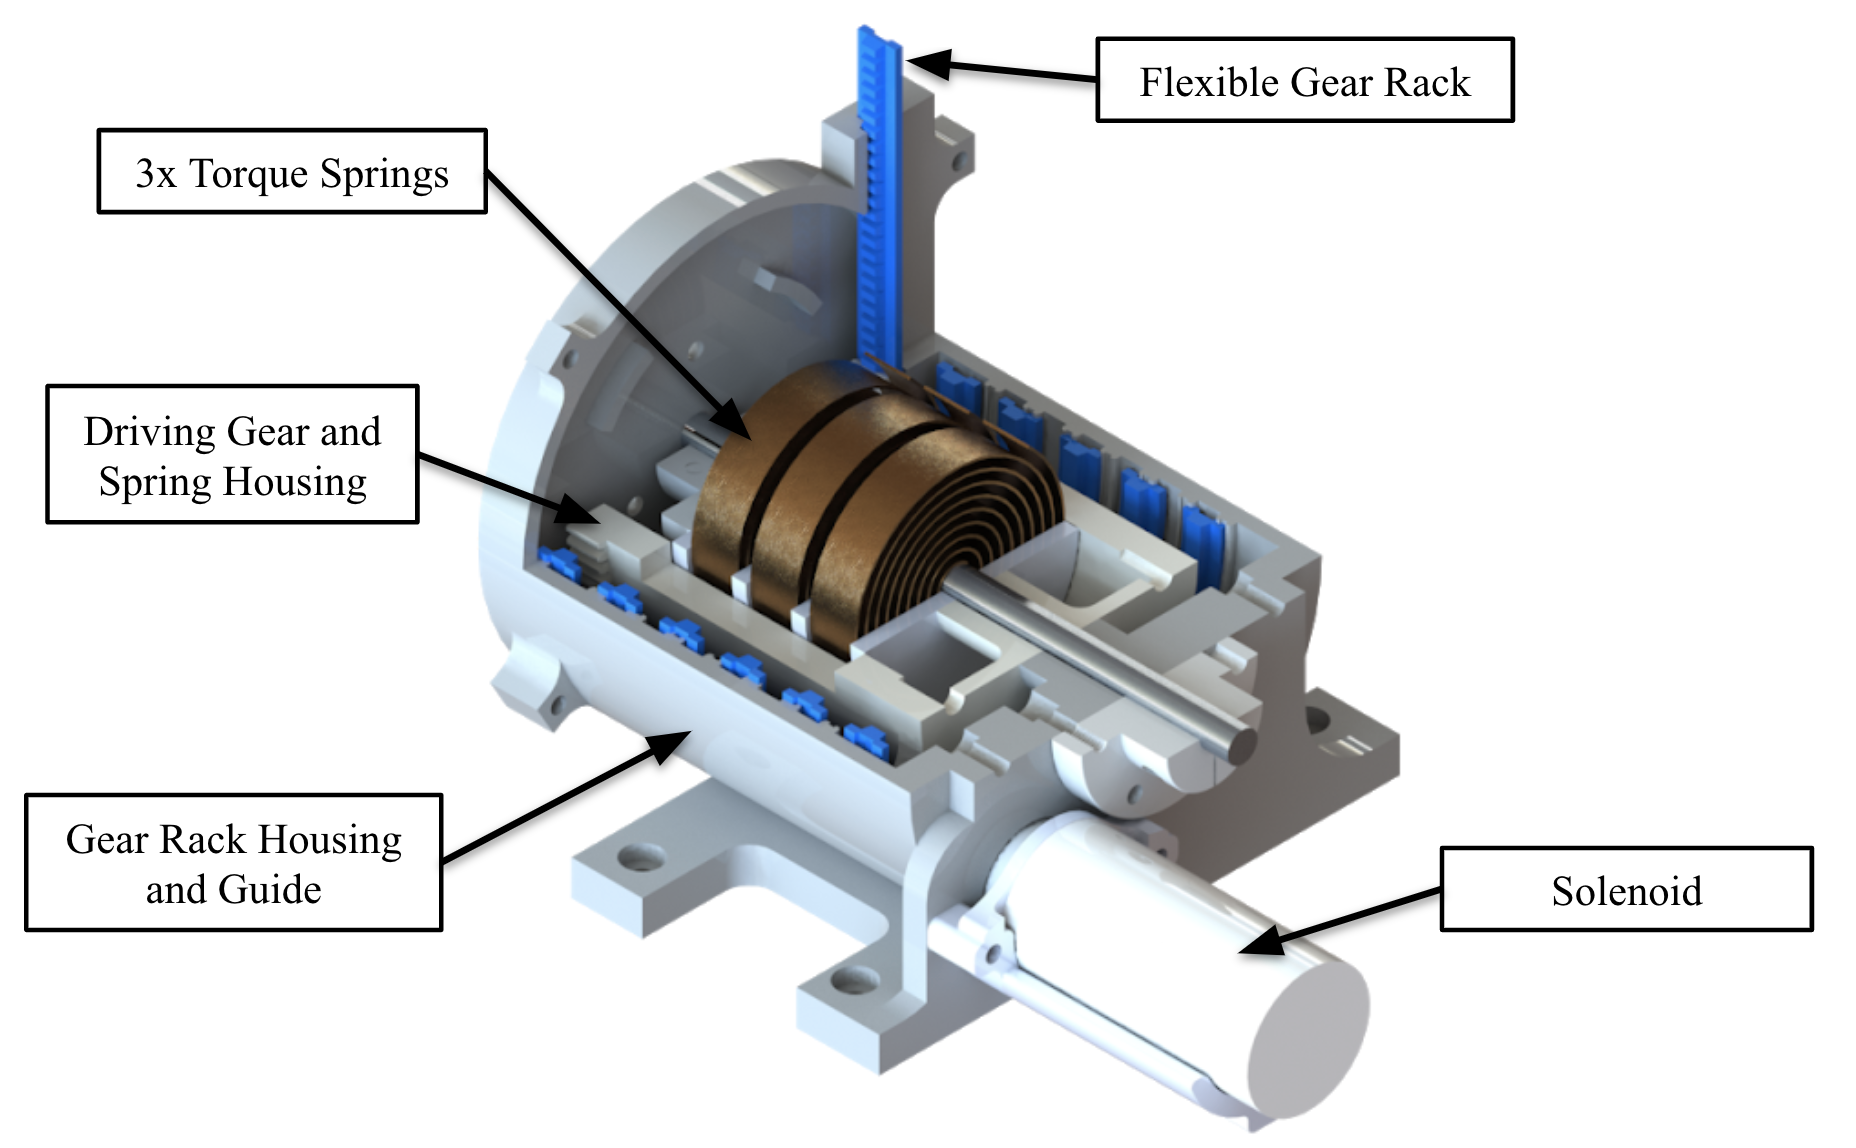 Flexible Gear Rack
3x Torque Springs
Driving Gear and
Spring Housing
Gear Rack Housing
and Guide
Solenoid